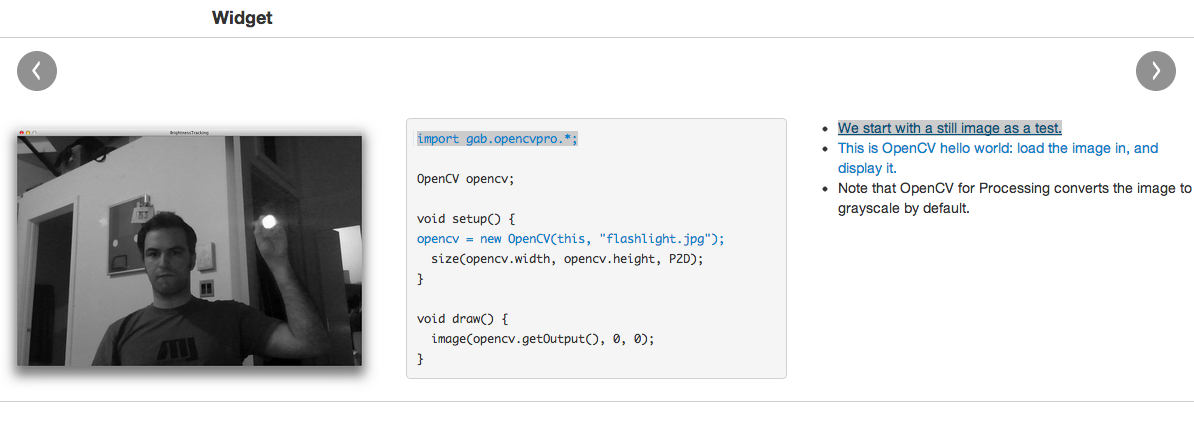 Widget
BrightnessTracking
import gab.opencvpro.*;
OpenCV opencv;
void setup() {
opencv = new OpenCV(this, "flashlight.jpg");
size(opencv.width, opencv.height, P2D);
}
void draw() {
image(opencv.getOutput(), 0, 0);
}
We start with a still image as a test.
This is OpenCV hello world: load the image in, and
display it.
Note that OpenCV for Processing converts the image to
grayscale by default.